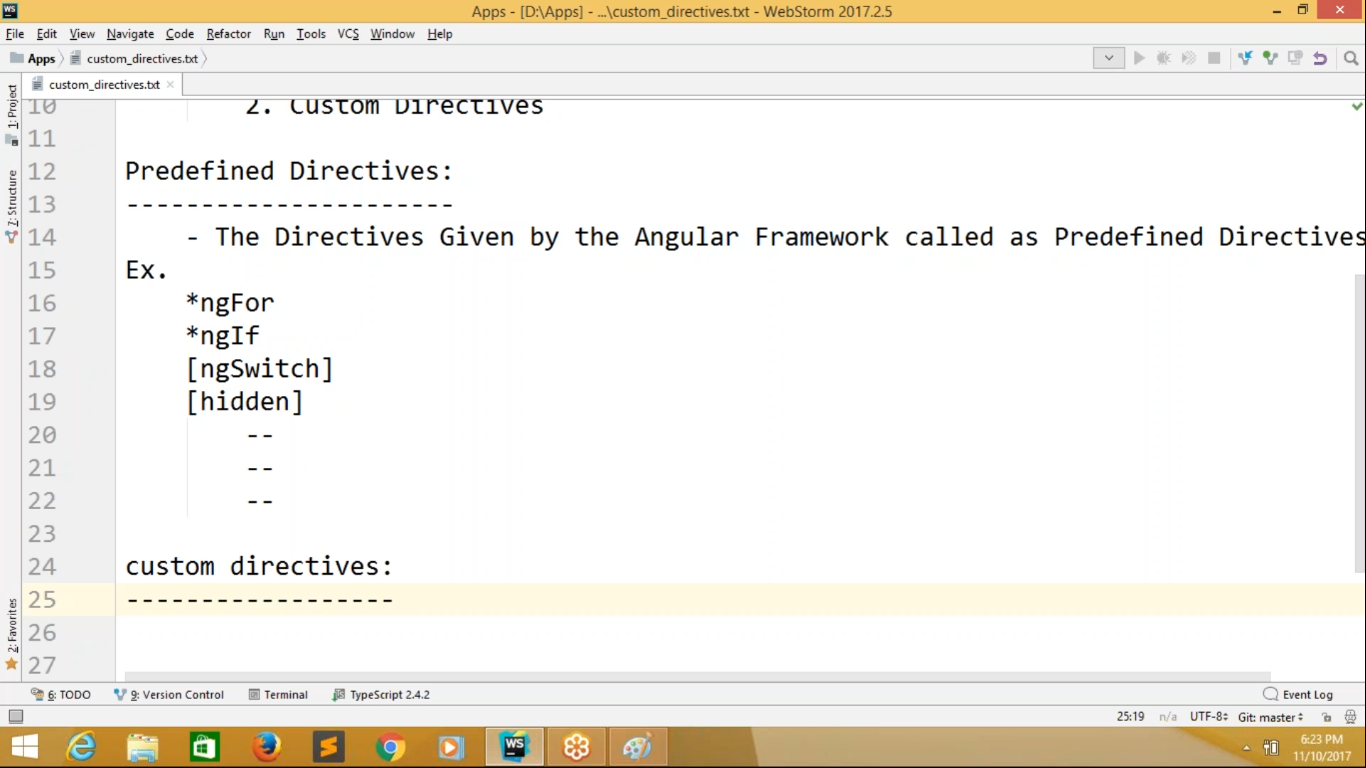 WS Apps - [D:\Apps] - ...\custom_directives.txt - WebStorm 2017.2.5
File Edit View Navigate Code Refactor Run Tools VCS Window Help
Apps custom_directives.txt
custom_directives.txt
1: Project
7: Structure
2: Favorites
10 2. Custom Directives
11
12 Predefined Directives:
13 ----------------------
14 - The Directives Given by the Angular Framework called as Predefined Directives
15 Ex.
16 *ngFor
17 *ngIf
18 [ngSwitch]
19 [hidden]
20 --
21 --
22 --
23
24 custom directives:
25 ------------------
26
27
6: TODO 9: Version Control Terminal TypeScript 2.4.2 Event Log
25:19 n/a UTF-8 Git: master
WS 6:23 PM
11/10/2017